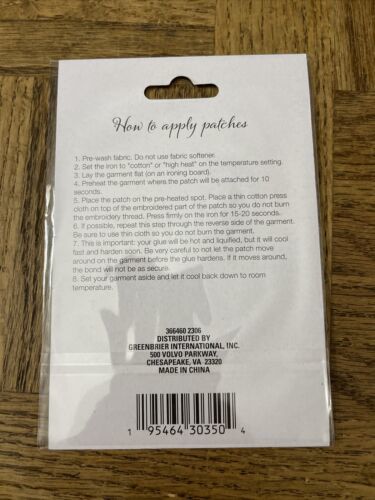 How to apply patches
1. Pre-wash fabric. Do not use fabric softener.
2. Set the iron to "cotton" or "high heat" on the temperature setting.
3. Lay the garment flat (on an ironing board).
4. Preheat the garment where the patch will be attached for 10
seconds.
5. Place the patch on the pre-heated spot. Place a thin cotton press
cloth on top of the embroidered part of the patch so you do not burn
the embroidery thread. Press firmly on the iron for 15-20 seconds.
6. If possible, repeat this step through the reverse side of the garment.
Be sure to use thin cloth so you do not burn the garment.
7. This is important: your glue will be hot and liquified, but it will cool
fast and harden soon. Be very careful to not let the patch move
around on the garment before the glue hardens. If it moves around,
the bond will not be as secure.
8. Set your garment aside and let it cool back down to room
temperature.
366460 2306
DISTRIBUTED BY
GREENBRIER INTERNATIONAL, INC.
500 VOLVO PARKWAY,
CHESAPEAKE, VA 23320
MADE IN CHINA
1 95464 30350 4